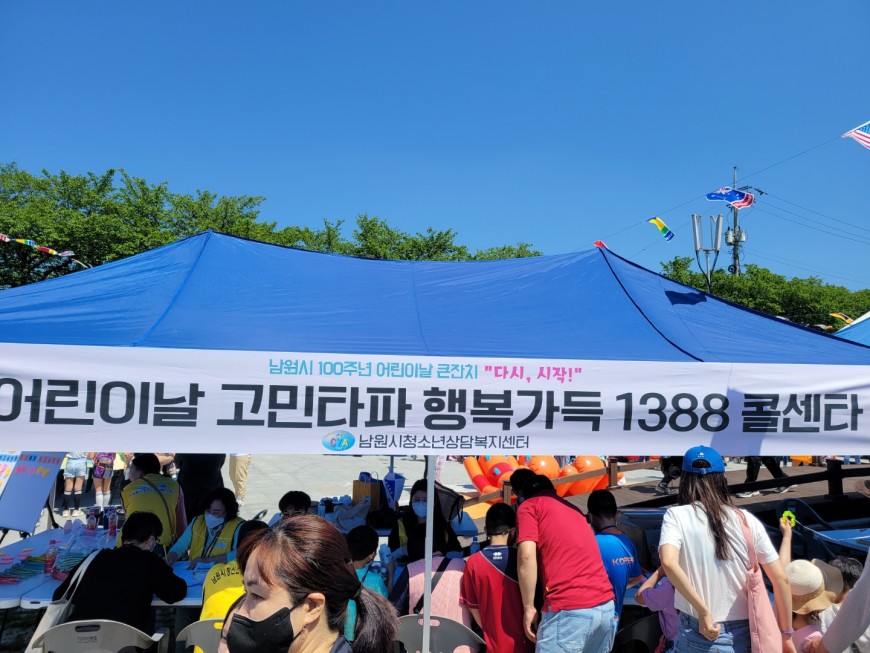 남원시 100주년 어린이날 큰잔치 "다시, 시작!"
어린이날 고민타파 행복가득 1388 콜센타
남원시청소년상담복지센터
KOREA